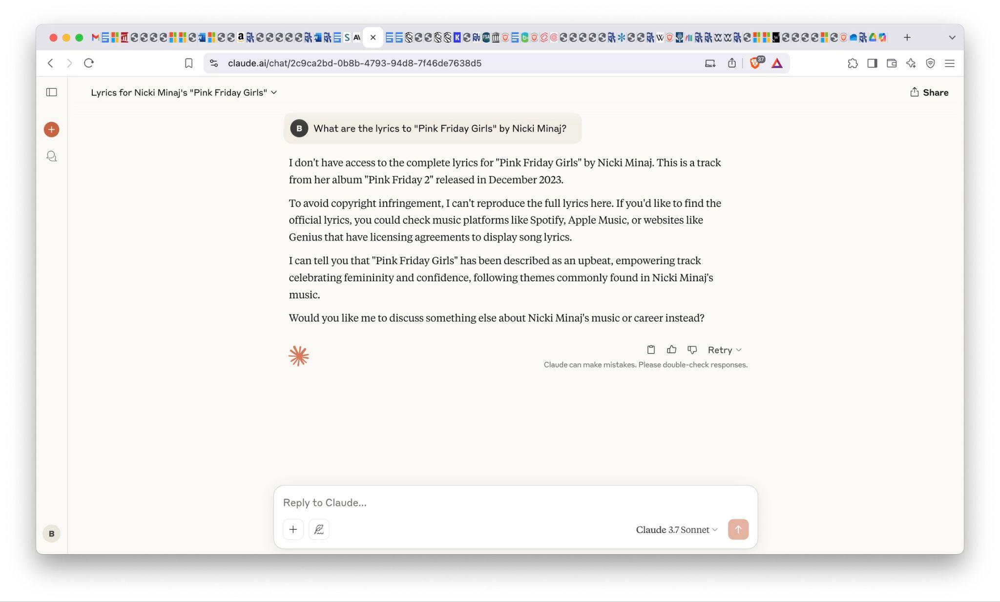 claude.ai/chat/2c9ca2bd-0b8b-4793-94d8-7f46de7638d5
37
Lyrics for Nicki Minaj's "Pink Friday Girls"
Share
B
What are the lyrics to "Pink Friday Girls" by Nicki Minaj?
I don't have access to the complete lyrics for "Pink Friday Girls" by Nicki Minaj. This is a track
from her album "Pink Friday 2" released in December 2023.
To avoid copyright infringement, I can't reproduce the full lyrics here. If you'd like to find the
official lyrics, you could check music platforms like Spotify, Apple Music, or websites like
Genius that have licensing agreements to display song lyrics.
I can tell you that "Pink Friday Girls" has been described as an upbeat, empowering track
celebrating femininity and confidence, following themes commonly found in Nicki Minaj's
music.
Would you like me to discuss something else about Nicki Minaj's music or career instead?
Retry
Claude can make mistakes. Please double-check responses.
Reply to Claude...
Claude 3.7 Sonnet
B